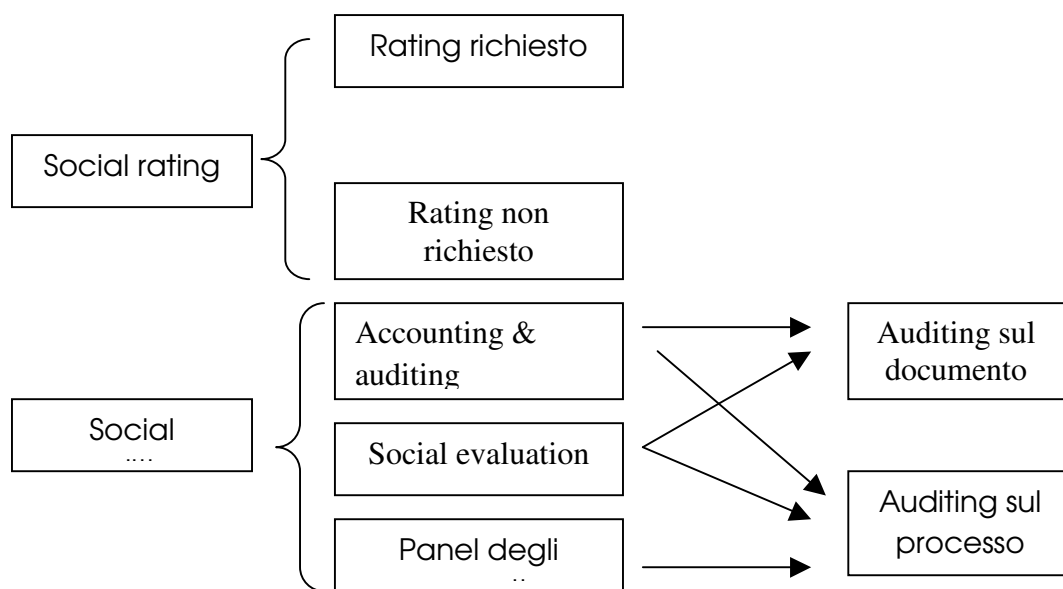 Rating richiesto
Social rating
Rating non
richiesto
Accounting &
auditing
Auditing sul
documento
Social
Social evaluation
Auditing sul
processo
Panel degli